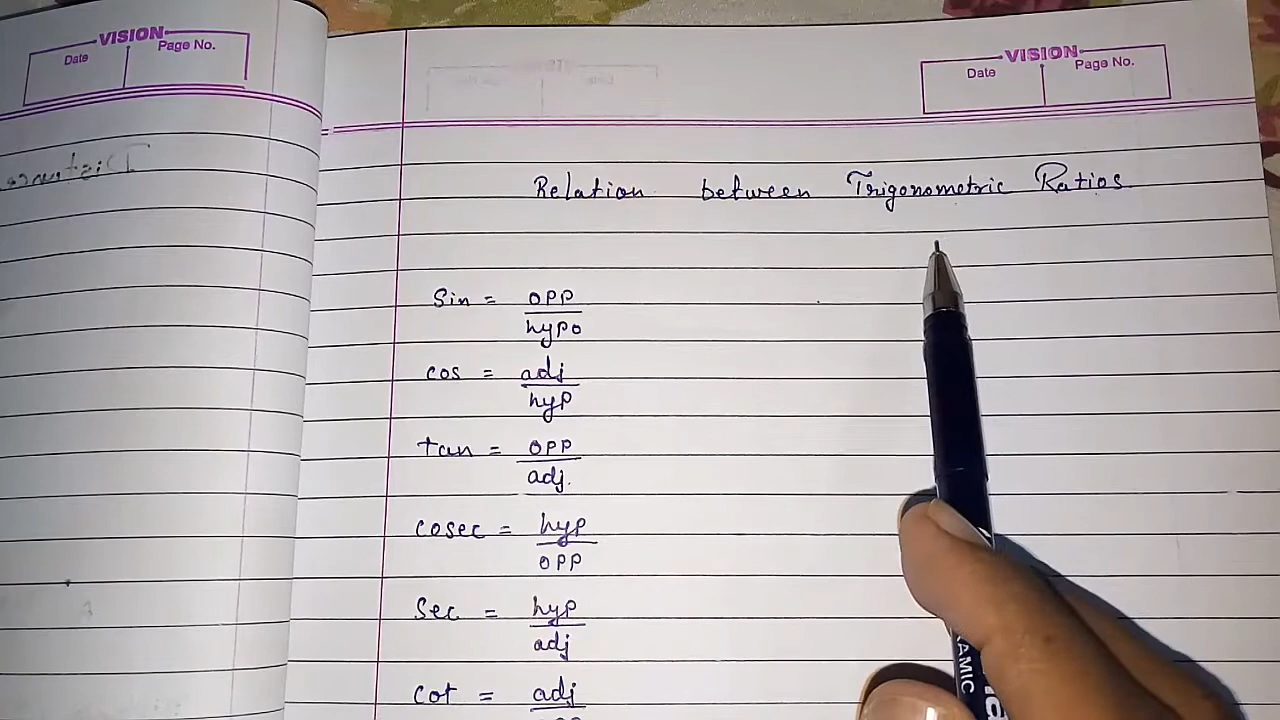 VISION
Date Page No.
VISION
Date Page No.
Relation between Trigonometric Ratios
Sin = opp
hypo
cos = adj
hyp
tan = opp
adj.
cosec = hyp
opp
Sec = hyp
adj
cot = adj
AMIC